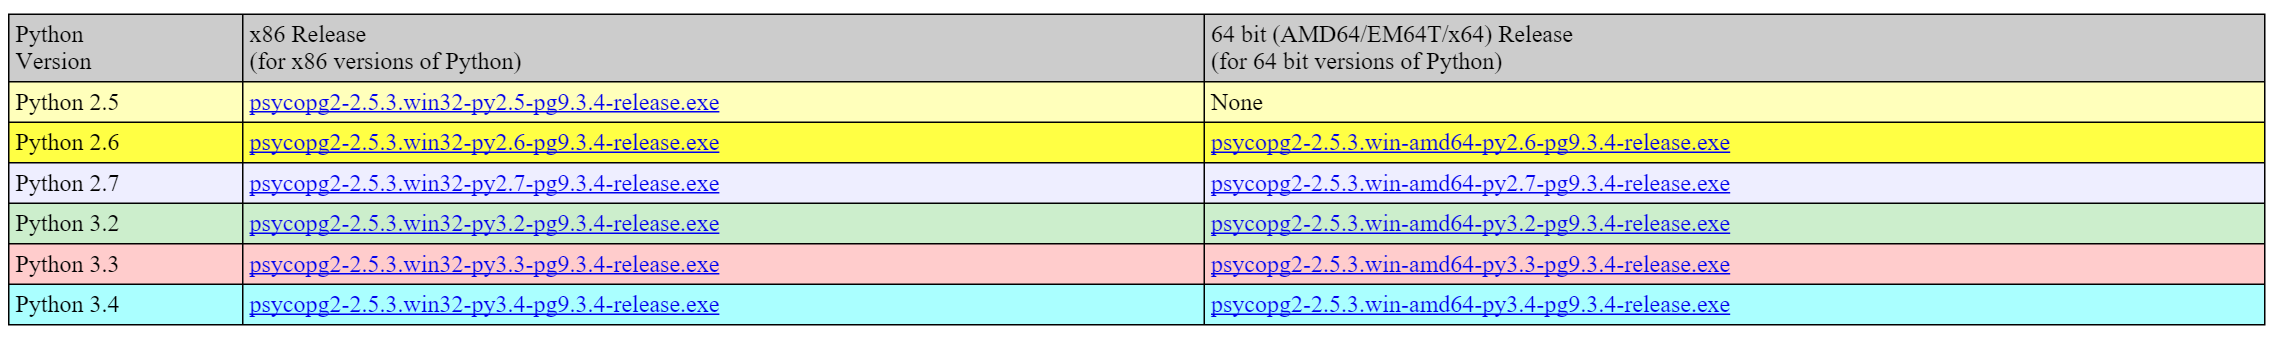 Python
Version
x86 Release
(for x86 versions of Python)
64 bit (AMD64/EM64T/x64) Release
(for 64 bit versions of Python)
Python 2.5 psycopg2-2.5.3.win32-py2.5-pg9.3.4-release.exe None
Python 2.6 psycopg2-2.5.3.win32-py2.6-pg9.3.4-release.exe psycopg2-2.5.3.win-amd64-py2.6-pg9.3.4-release.exe
Python 2.7 psycopg2-2.5.3.win32-py2.7-pg9.3.4-release.exe psycopg2-2.5.3.win-amd64-py2.7-pg9.3.4-release.exe
Python 3.2 psycopg2-2.5.3.win32-py3.2-pg9.3.4-release.exe psycopg2-2.5.3.win-amd64-py3.2-pg9.3.4-release.exe
Python 3.3 psycopg2-2.5.3.win32-py3.3-pg9.3.4-release.exe psycopg2-2.5.3.win-amd64-py3.3-pg9.3.4-release.exe
Python 3.4 psycopg2-2.5.3.win32-py3.4-pg9.3.4-release.exe psycopg2-2.5.3.win-amd64-py3.4-pg9.3.4-release.exe